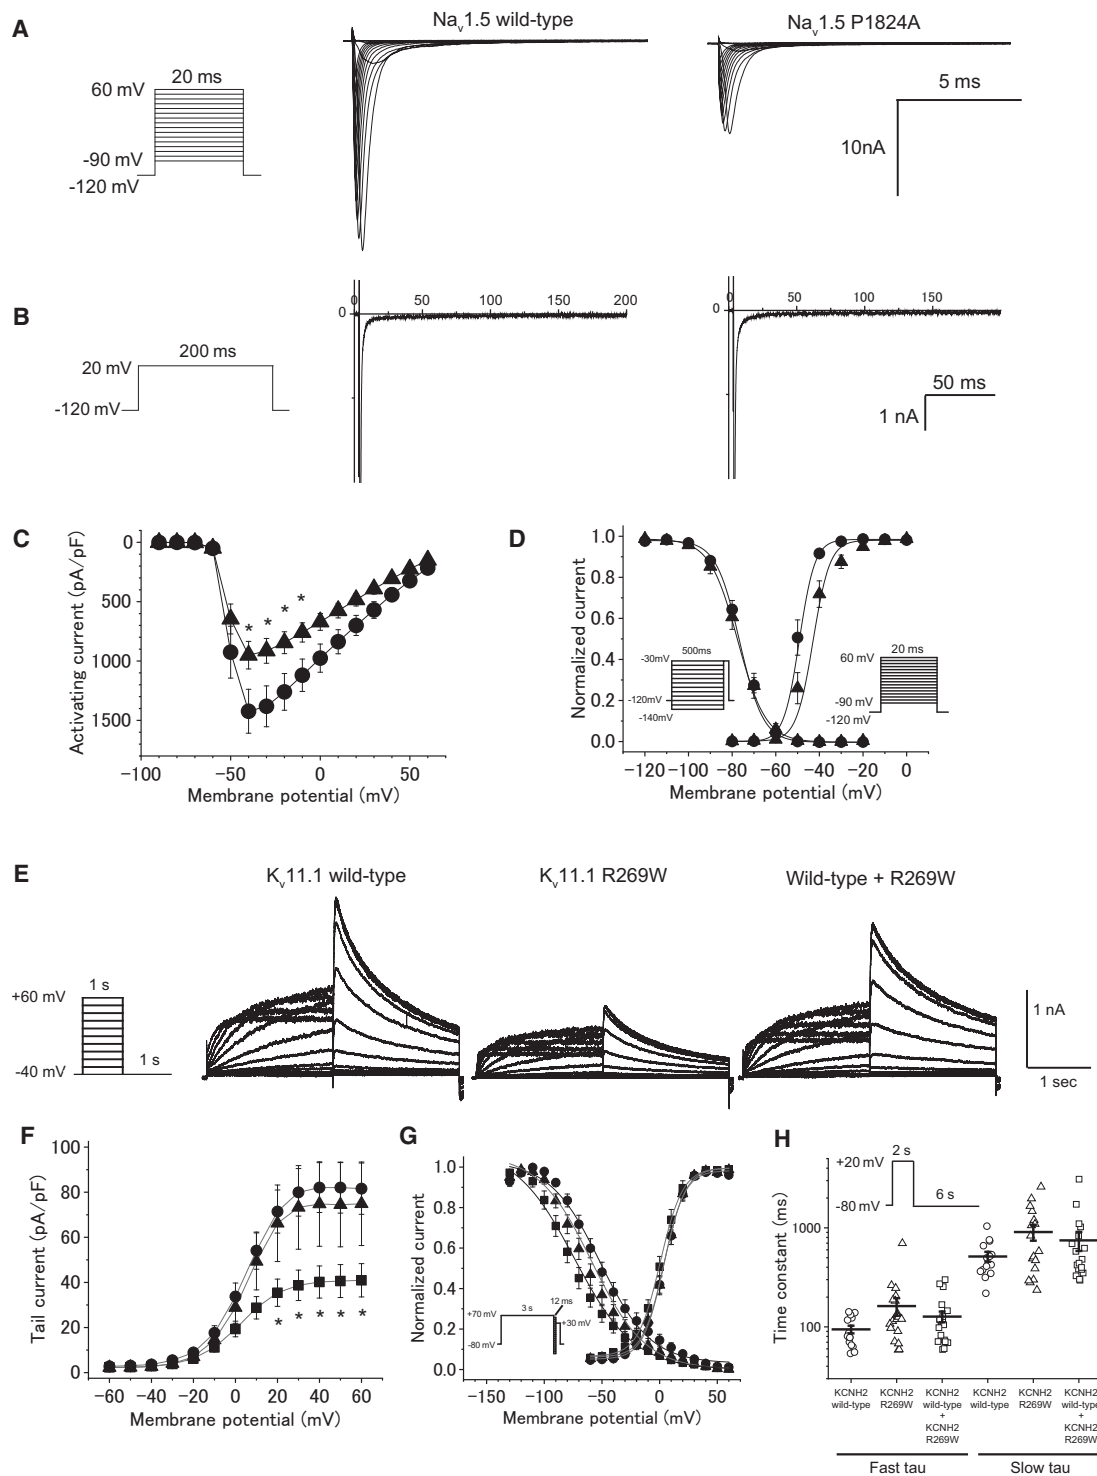 A
Nav1.5 wild-type
Nav1.5 P1824A
20 ms
60 mV
-90 mV
-120 mV
5 ms
10nA
B
200 ms
20 mV
-120 mV
0
0 50 100 150 200
0
0 50 100 150
50 ms
1 nA
C
Activating current (pA/pF)
0
500
1000
1500
−100 −50 0 50
Membrane potential (mV)
* * * *
D
Normalized current
1.0
0.8
0.6
0.4
0.2
0.0
500ms
-30mV
-120mV
-140mV
20 ms
60 mV
-90 mV
-120 mV
−120 −100 −80 −60 −40 −20 0
Membrane potential (mV)
E
Kv11.1 wild-type
Kv11.1 R269W
Wild-type + R269W
1 s
+60 mV
-40 mV
1 s
1 nA
1 sec
F
Tail current (pA/pF)
100
80
60
40
20
0
* * * * *
−60 −40 −20 0 20 40 60
Membrane potential (mV)
G
Normalized current
1.0
0.8
0.6
0.4
0.2
0.0
3 s
12 ms
+70 mV
+30 mV
-80 mV
−150 −100 −50 0 50
Membrane potential (mV)
H
Time constant (ms)
1000
100
+20 mV
2 s
-80 mV
6 s
KCNH2 wild-type
KCNH2 R269W
KCNH2 wild-type + KCNH2 R269W
KCNH2 wild-type
KCNH2 R269W
KCNH2 wild-type + KCNH2 R269W
Fast tau
Slow tau